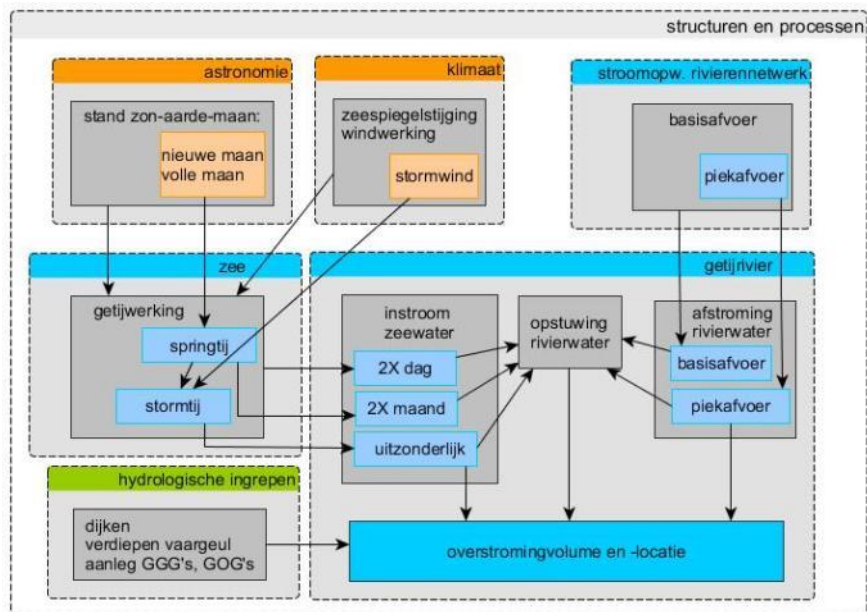 structuren en processen
astronomie
stand zon-aarde-maan:
nieuwe maan
volle maan
klimaat
zeespiegelstijging
windwerking
stormwind
stroomopw. rivierennetwerk
basisafvoer
piekafvoer
zee
getijwerking
springtij
stormtij
getijrivier
instroom
zeewater
2X dag
2X maand
uitzonderlijk
opstuwing
rivierwater
afstroming
rivierwater
basisafvoer
piekafvoer
hydrologische ingrepen
dijken
verdiepen vaargeul
aanleg GGG's, GOG's
overstromingvolume en -locatie